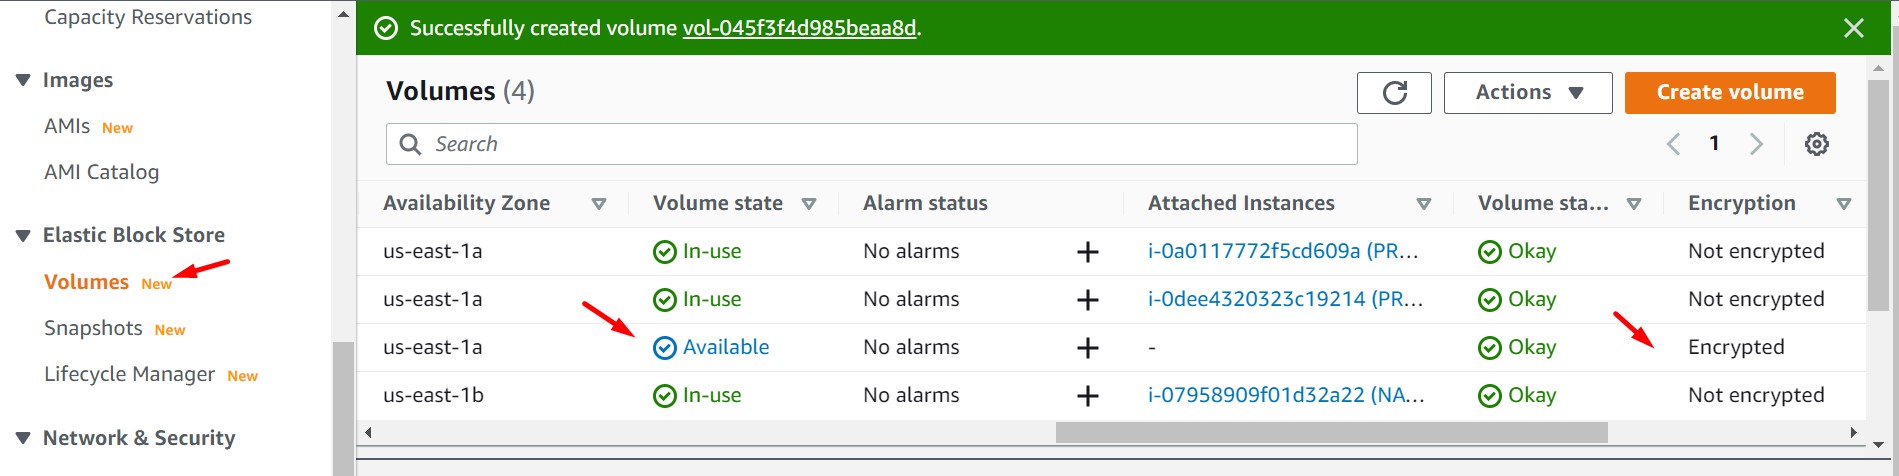 Capacity Reservations
Images
AMIs New
AMI Catalog
Elastic Block Store
Volumes New
Snapshots New
Lifecycle Manager New
Network & Security
Successfully created volume vol-045f3f4d985beaa8d.
Volumes (4)
Actions
Create volume
Search
1
Availability Zone Volume state Alarm status Attached Instances Volume sta... Encryption
us-east-1a In-use No alarms + i-0a0117772f5cd609a (PR... Okay Not encrypted
us-east-1a In-use No alarms + i-0dee4320323c19214 (PR... Okay Not encrypted
us-east-1a Available No alarms + - Okay Encrypted
us-east-1b In-use No alarms + i-07958909f01d32a22 (NA... Okay Not encrypted